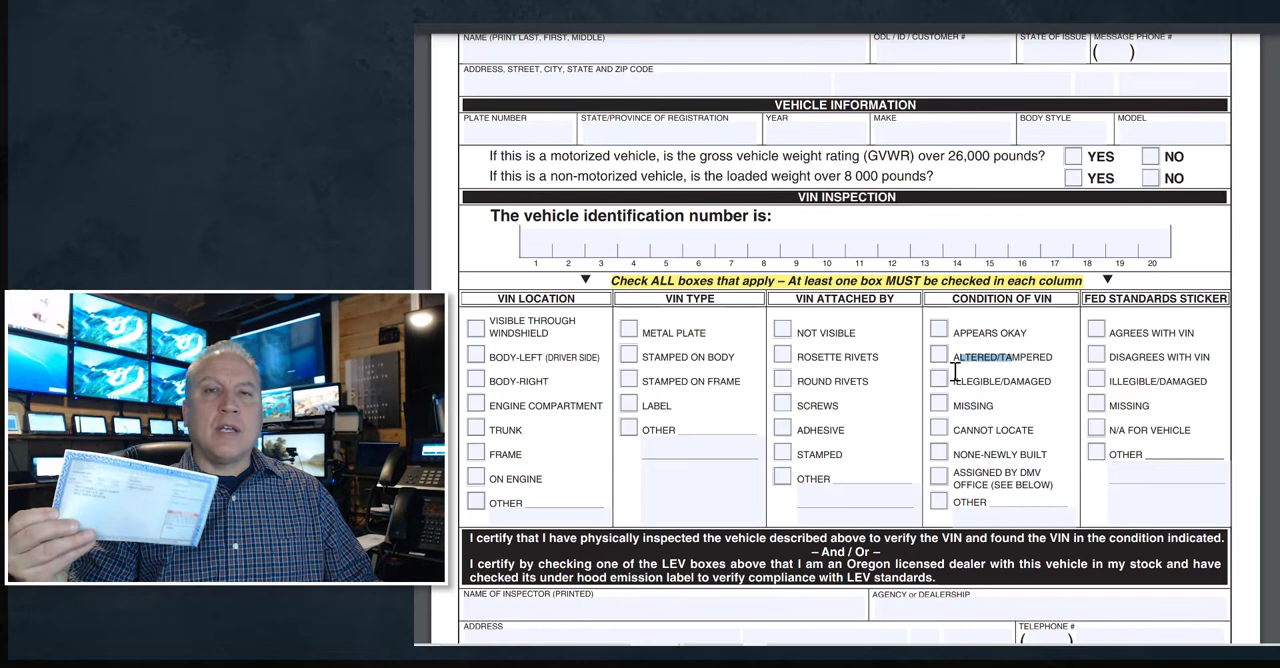 NAME (PRINT LAST, FIRST, MIDDLE) ODL / ID / CUSTOMER # STATE OF ISSUE MESSAGE PHONE #
( )
ADDRESS, STREET, CITY, STATE AND ZIP CODE
VEHICLE INFORMATION
PLATE NUMBER STATE/PROVINCE OF REGISTRATION YEAR MAKE BODY STYLE MODEL
If this is a motorized vehicle, is the gross vehicle weight rating (GVWR) over 26,000 pounds? YES NO
If this is a non-motorized vehicle, is the loaded weight over 8 000 pounds? YES NO
VIN INSPECTION
The vehicle identification number is:
1 2 3 4 5 6 7 8 9 10 11 12 13 14 15 16 17 18 19 20
Check ALL boxes that apply – At least one box MUST be checked in each column
VIN LOCATION
VISIBLE THROUGH
WINDSHIELD
BODY-LEFT (DRIVER SIDE)
BODY-RIGHT
ENGINE COMPARTMENT
TRUNK
FRAME
ON ENGINE
OTHER
VIN TYPE
METAL PLATE
STAMPED ON BODY
STAMPED ON FRAME
LABEL
OTHER
VIN ATTACHED BY
NOT VISIBLE
ROSETTE RIVETS
ROUND RIVETS
SCREWS
ADHESIVE
STAMPED
OTHER
CONDITION OF VIN
APPEARS OKAY
ALTERED/TAMPERED
ILLEGIBLE/DAMAGED
MISSING
CANNOT LOCATE
NONE-NEWLY BUILT
ASSIGNED BY DMV
OFFICE (SEE BELOW)
OTHER
FED STANDARDS STICKER
AGREES WITH VIN
DISAGREES WITH VIN
ILLEGIBLE/DAMAGED
MISSING
N/A FOR VEHICLE
OTHER
I certify that I have physically inspected the vehicle described above to verify the VIN and found the VIN in the condition indicated.
– And / Or –
I certify by checking one of the LEV boxes above that I am an Oregon licensed dealer with this vehicle in my stock and have
checked its under hood emission label to verify compliance with LEV standards.
NAME OF INSPECTOR (PRINTED) AGENCY or DEALERSHIP
ADDRESS TELEPHONE #
( )